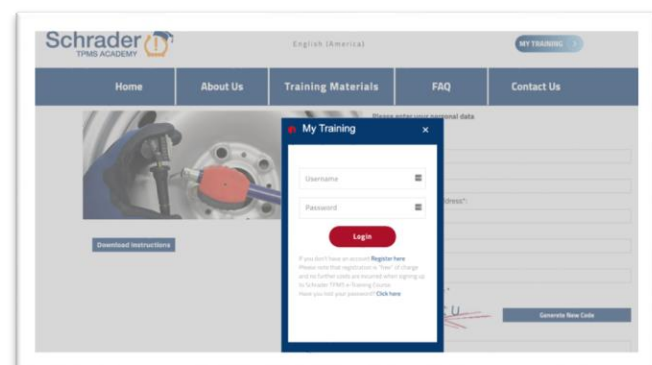 Schrader
TPMS ACADEMY
English (America)
MY TRAINING
Home
About Us
Training Materials
FAQ
Contact Us
Please enter your personal data
My Training
×
Username
Password
ddress":
Login
Download Instructions
If you don't have an account Register here
Please note that registration is "free" of charge
and no further costs are incurred when signing up
to Schrader TPMS e-Training Course.
Have you lost your password? Click here
Generate New Code